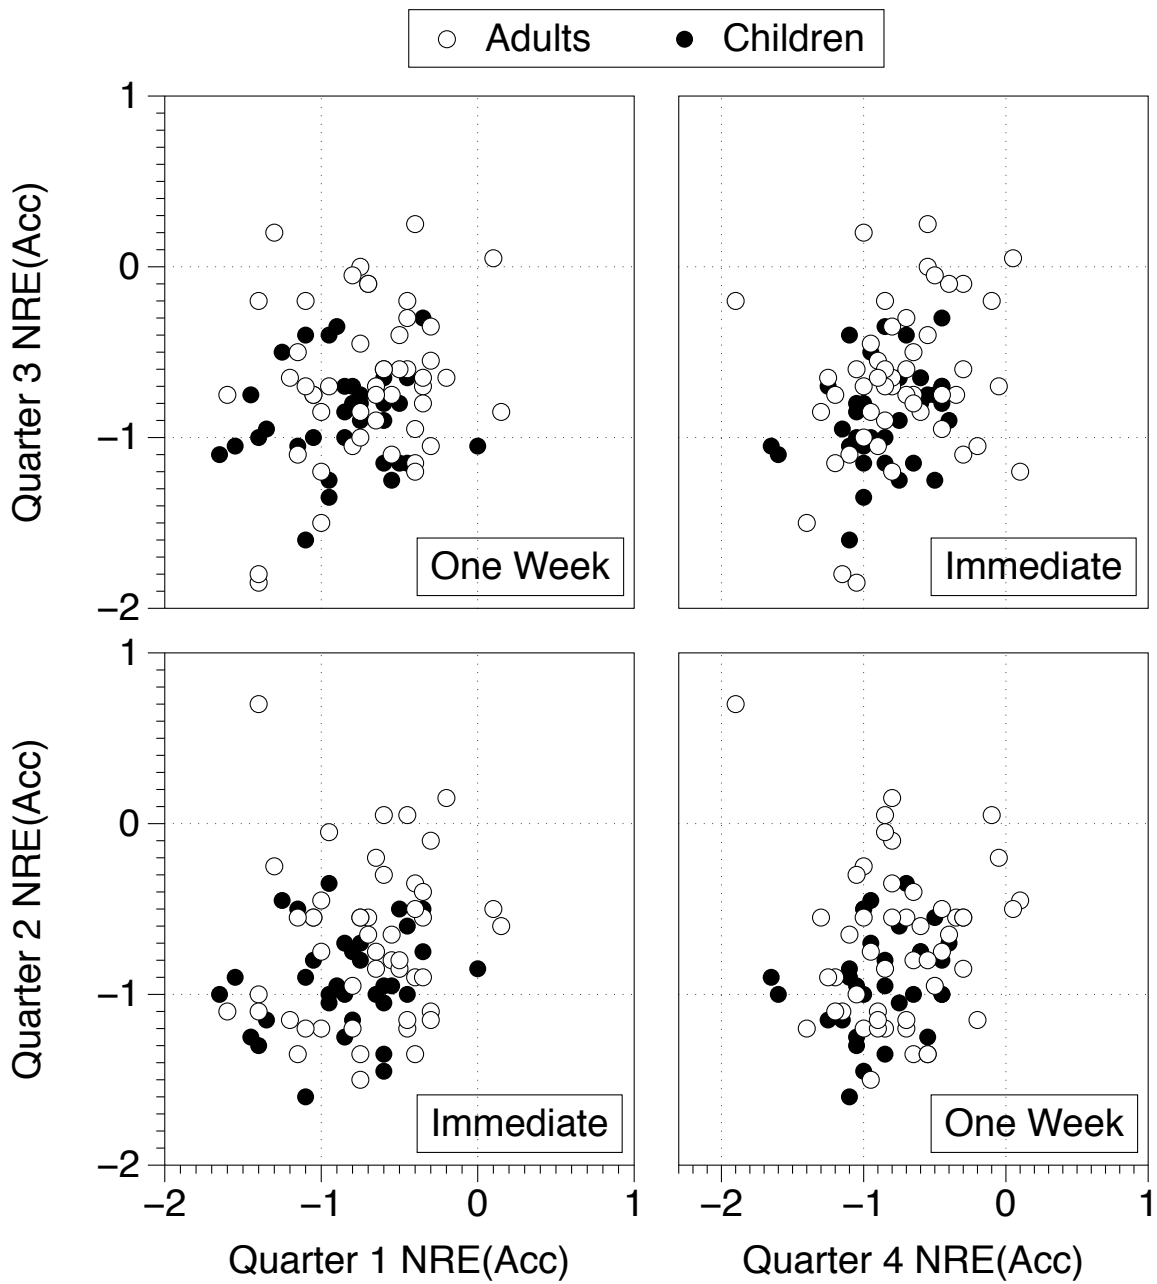 Adults Children
1
0
−1
−2
Quarter 3 NRE(Acc)
One Week
Immediate
1
0
−1
−2
Quarter 2 NRE(Acc)
Immediate
One Week
−2 −1 0 1 −2 −1 0 1
Quarter 1 NRE(Acc) Quarter 4 NRE(Acc)